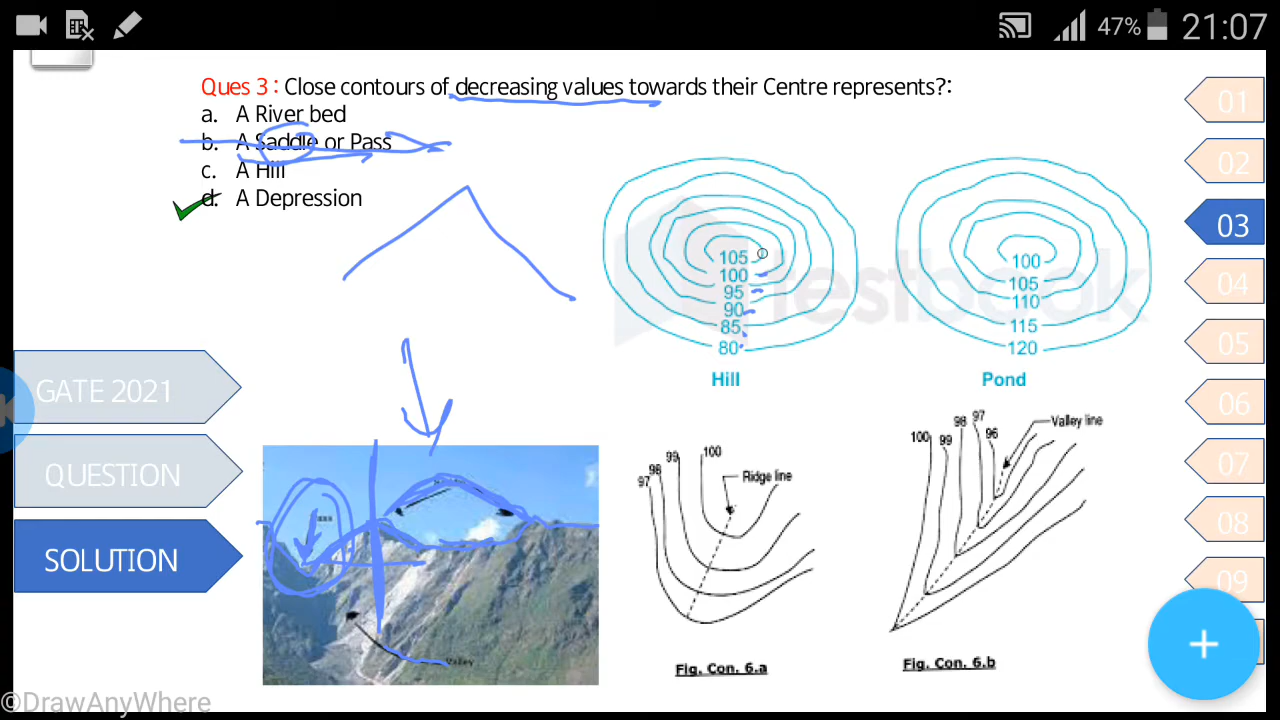 47% 21:07
Ques 3 : Close contours of decreasing values towards their Centre represents?:
a. A River bed
b. A Saddle or Pass
c. A Hill
d. A Depression
01
02
03
04
05
06
07
08
09
testbook
105
100
95
90
85
80
Hill
100
105
110
115
120
Pond
GATE 2021
QUESTION
SOLUTION
97 98 99 100
Ridge line
Fig. Con. 6.a
100 99 98 97 96
Valley line
Fig. Con. 6.b
Valley
+
©DrawAnyWhere